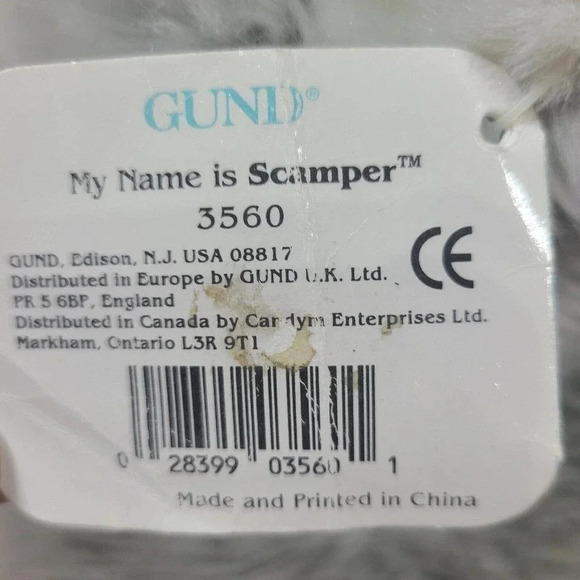 GUND®
My Name is Scamper™
3560
GUND, Edison, N.J. USA 08817
Distributed in Europe by GUND U.K. Ltd.
PR 5 6BP, England
Distributed in Canada by Candym Enterprises Ltd.
Markham, Ontario L3R 9T1
CE
0 28399 03560 1
Made and Printed in China